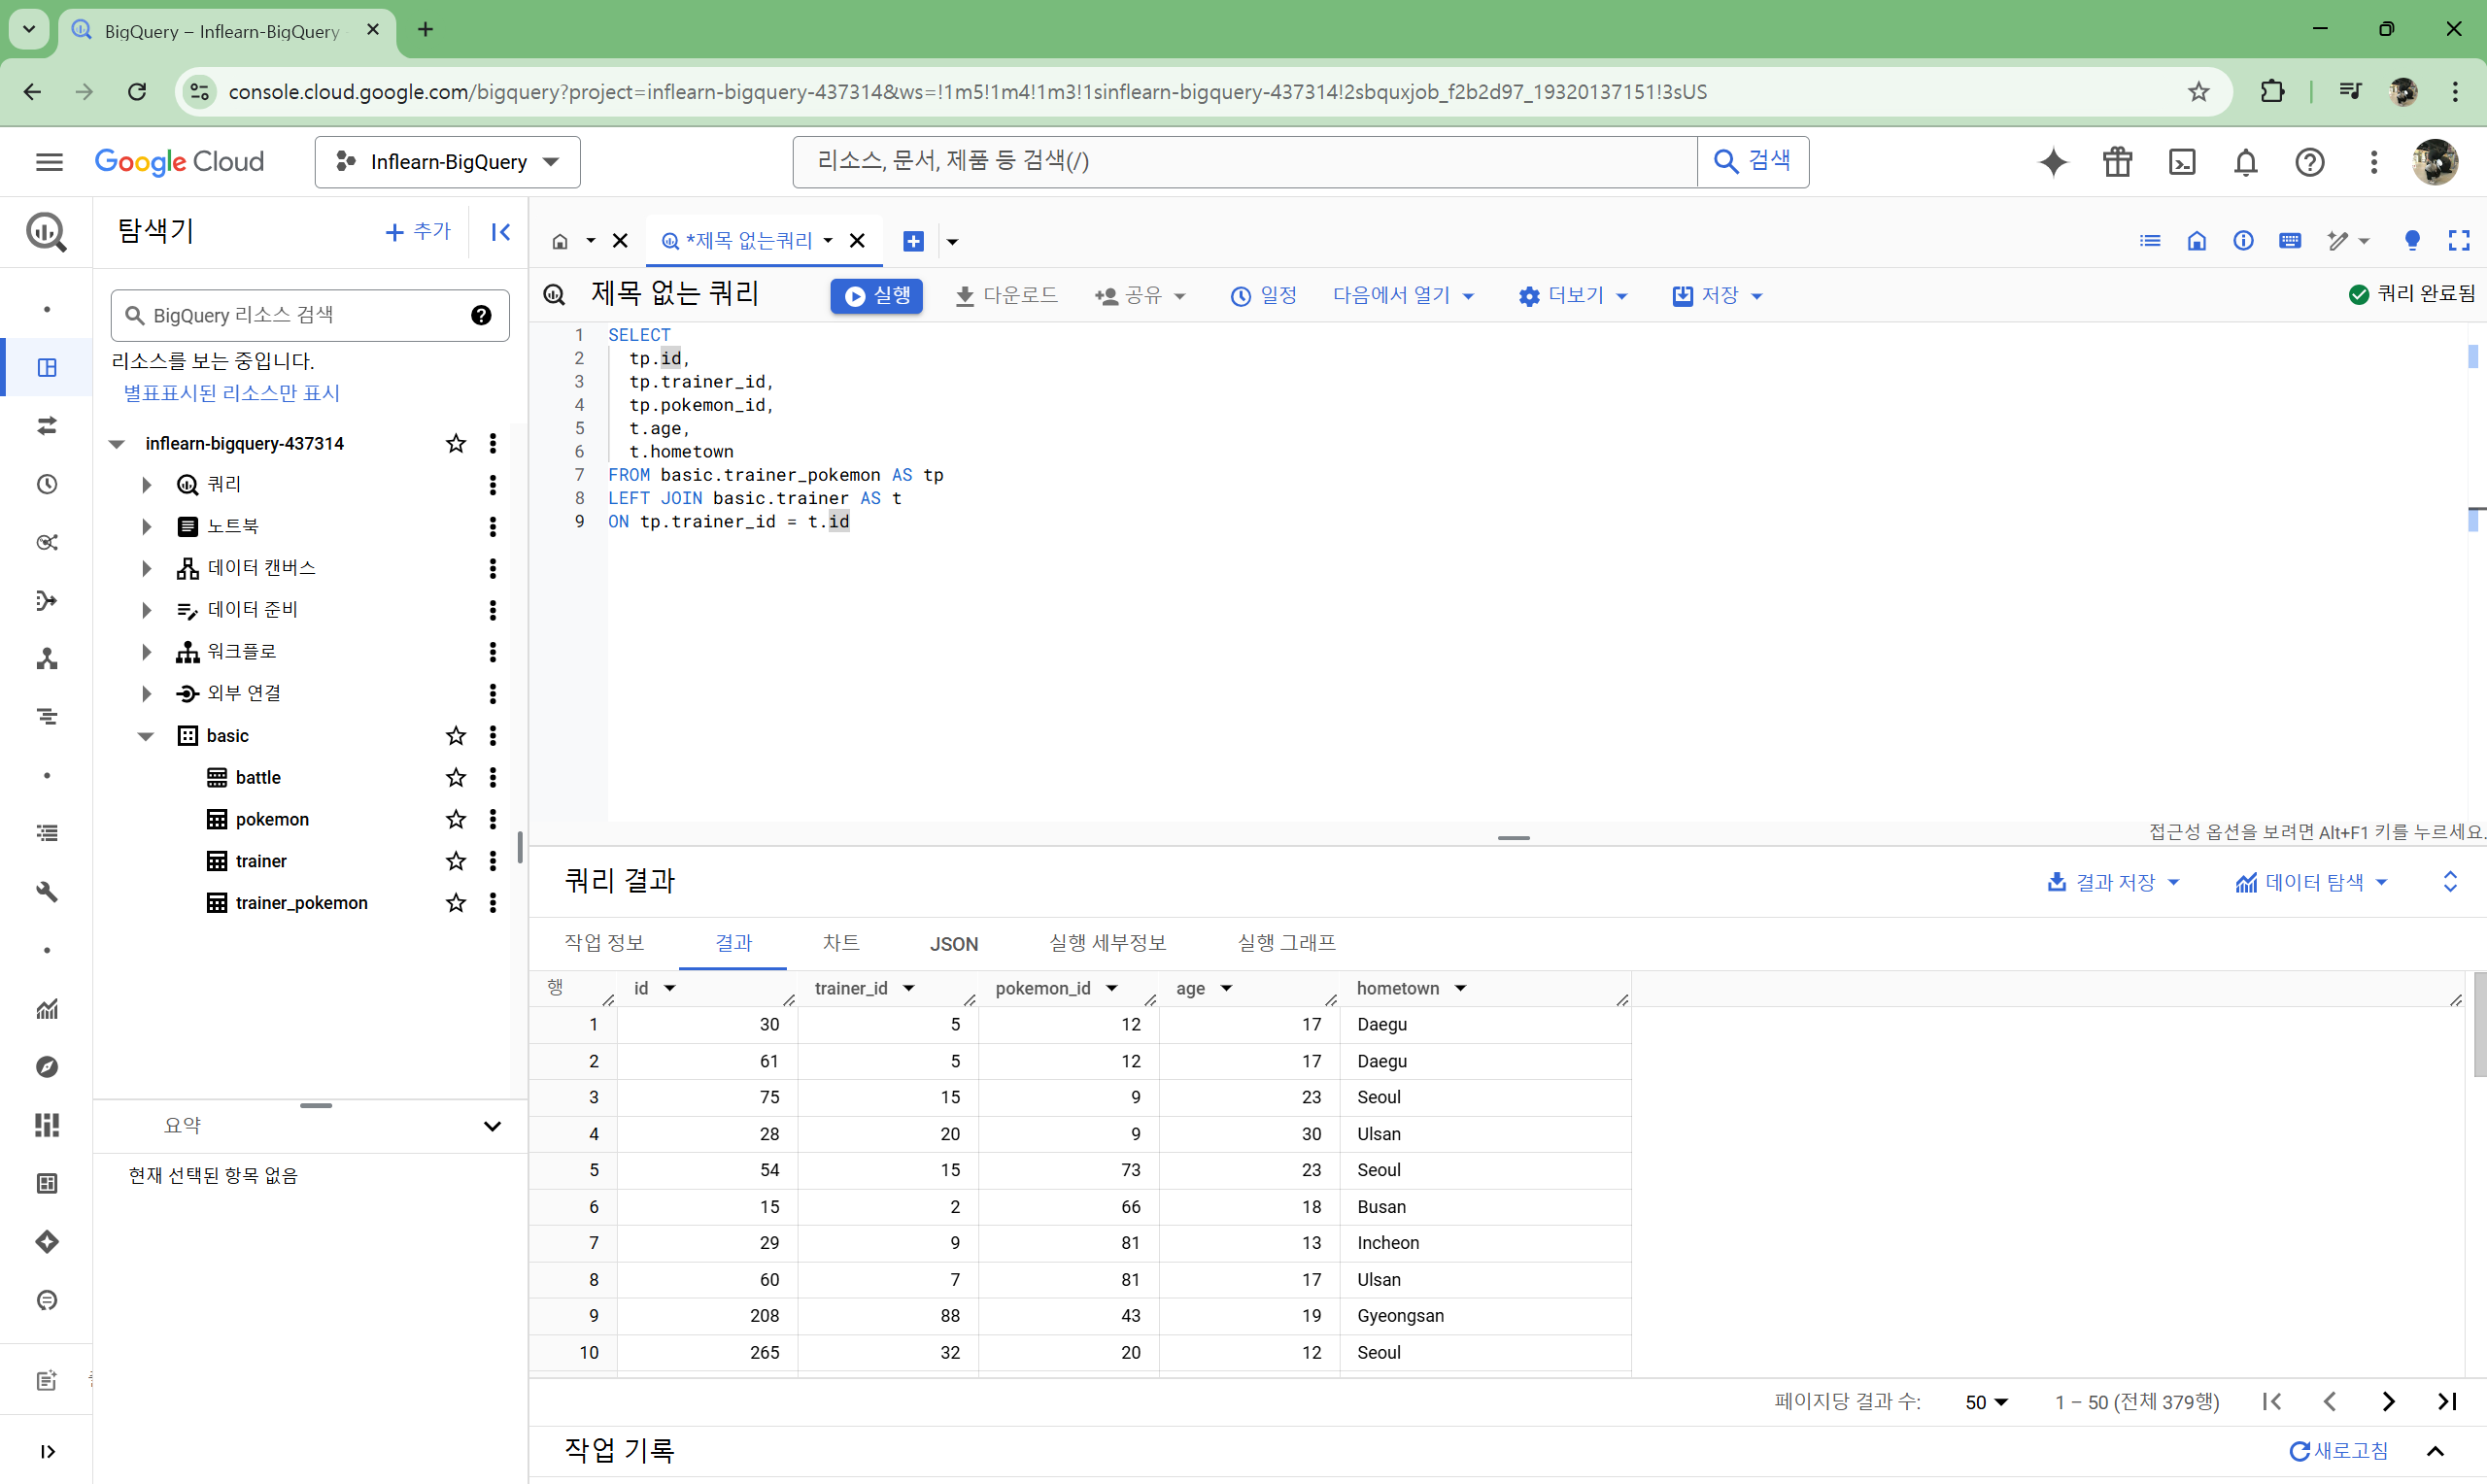 BigQuery – Inflearn-BigQuery
console.cloud.google.com/bigquery?project=inflearn-bigquery-437314&ws=!1m5!1m4!1m3!1sinflearn-bigquery-437314!2sbquxjob_f2b2d97_19320137151!3sUS
Google Cloud
Inflearn-BigQuery
리소스, 문서, 제품 등 검색(/)
검색
탐색기
추가
*제목 없는쿼리
BigQuery 리소스 검색
리소스를 보는 중입니다.
별표표시된 리소스만 표시
inflearn-bigquery-437314
쿼리
노트북
데이터 캔버스
데이터 준비
워크플로
외부 연결
basic
battle
pokemon
trainer
trainer_pokemon
요약
현재 선택된 항목 없음
제목 없는 쿼리
실행
다운로드
공유
일정
다음에서 열기
더보기
저장
쿼리 완료됨
1 SELECT
2 tp.id,
3 tp.trainer_id,
4 tp.pokemon_id,
5 t.age,
6 t.hometown
7 FROM basic.trainer_pokemon AS tp
8 LEFT JOIN basic.trainer AS t
9 ON tp.trainer_id = t.id
접근성 옵션을 보려면 Alt+F1 키를 누르세요.
쿼리 결과
결과 저장
데이터 탐색
작업 정보 결과 차트 JSON 실행 세부정보 실행 그래프
행 id trainer_id pokemon_id age hometown
1 30 5 12 17 Daegu
2 61 5 12 17 Daegu
3 75 15 9 23 Seoul
4 28 20 9 30 Ulsan
5 54 15 73 23 Seoul
6 15 2 66 18 Busan
7 29 9 81 13 Incheon
8 60 7 81 17 Ulsan
9 208 88 43 19 Gyeongsan
10 265 32 20 12 Seoul
페이지당 결과 수: 50 1 – 50 (전체 379행)
작업 기록
새로고침